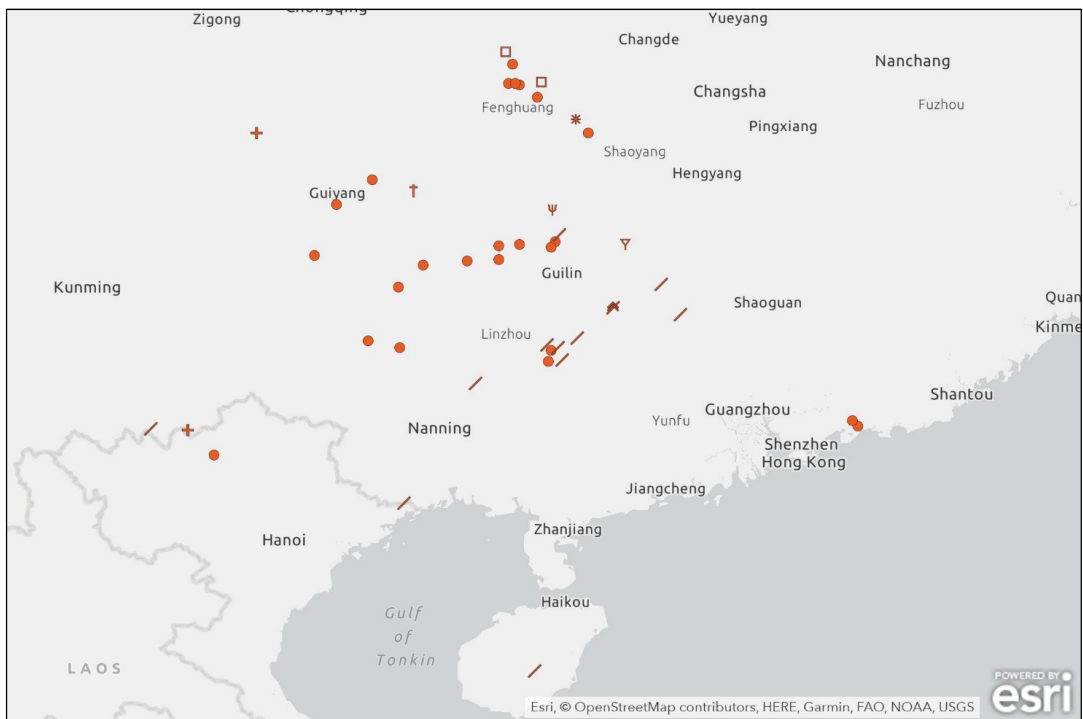 Zigong
Chongqing
Yueyang
Changde
Nanchang
Changsha
Fuzhou
Fenghuang
Pingxiang
Shaoyang
Hengyang
Guiyang
Guilin
Kunming
Shaoguan
Quan
Kinme
Linzhou
Shantou
Guangzhou
Yunfu
Nanning
Shenzhen
Hong Kong
Jiangcheng
Zhanjiang
Hanoi
Haikou
Gulf
of
Tonkin
LAOS
POWERED BY
esri
Esri, © OpenStreetMap contributors, HERE, Garmin, FAO, NOAA, USGS